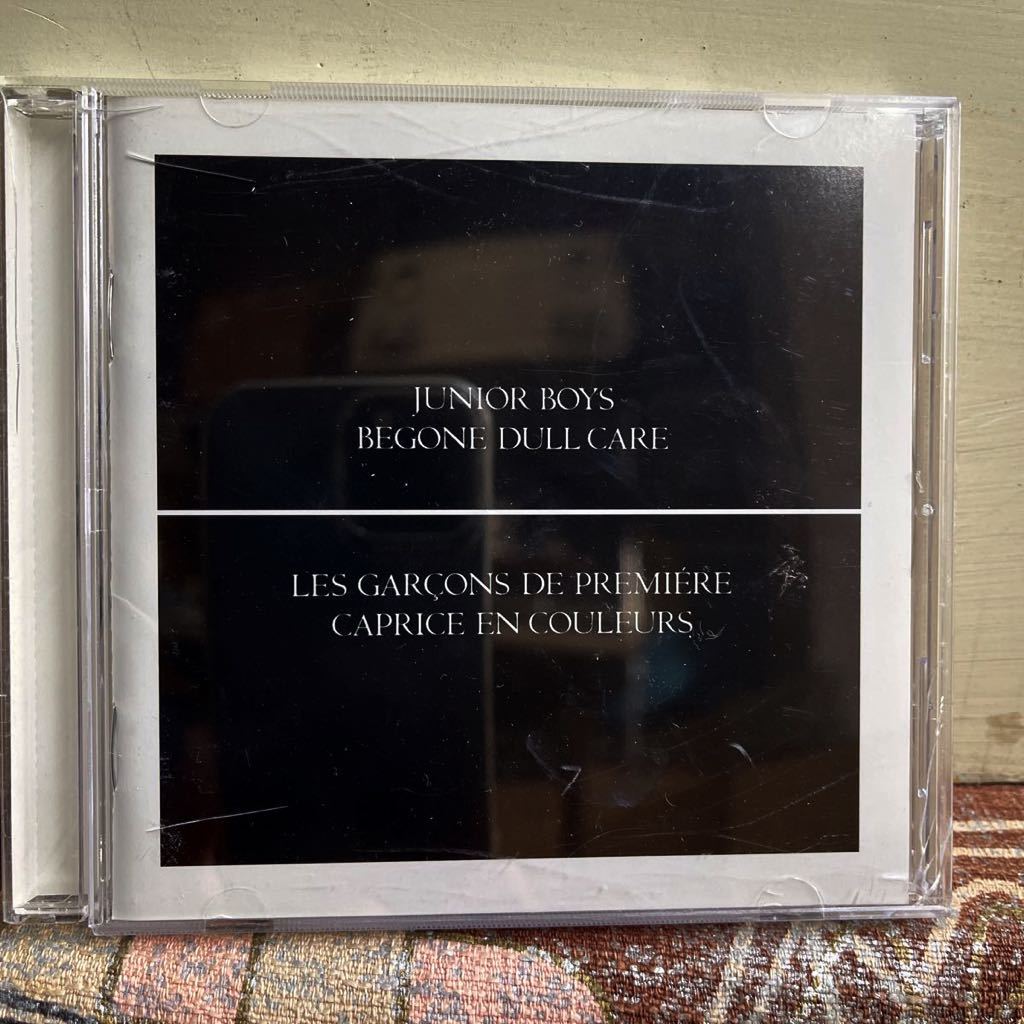 JUNIOR BOYS
BEGONE DULL CARE
LES GARÇONS DE PREMIÉRE
CAPRICE EN COULEURS